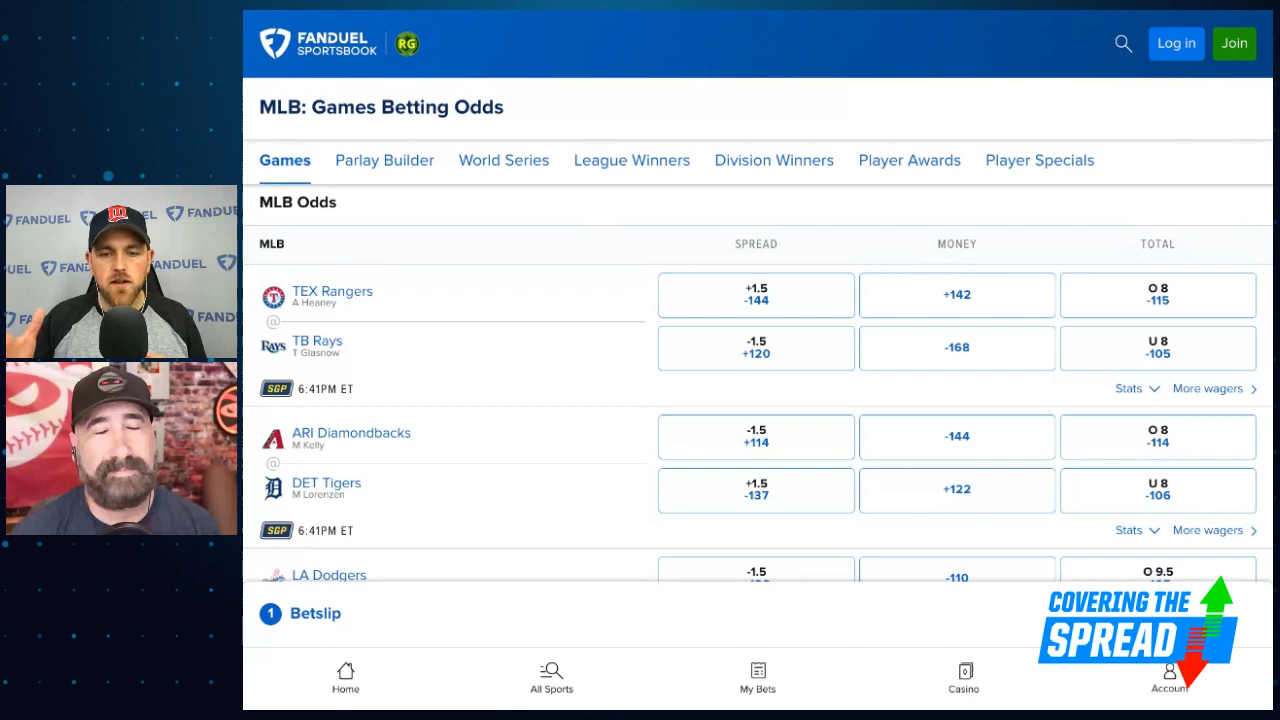 FANDUEL
SPORTSBOOK
RG
Log in
Join
MLB: Games Betting Odds
Games
Parlay Builder
World Series
League Winners
Division Winners
Player Awards
Player Specials
MLB Odds
MLB
SPREAD
MONEY
TOTAL
TEX Rangers
A Heaney
+1.5
-144
+142
O 8
-115
@
TB Rays
T Glasnow
-1.5
+120
-168
U 8
-105
SGP 6:41PM ET
Stats
More wagers
ARI Diamondbacks
M Kelly
-1.5
+114
-144
O 8
-114
@
DET Tigers
M Lorenzen
+1.5
-137
+122
U 8
-106
SGP 6:41PM ET
Stats
More wagers
LA Dodgers
-1.5
-110
O 9.5
1 Betslip
Home
All Sports
My Bets
Casino
Account
COVERING THE
SPREAD
FANDUEL
FANDUEL
FANDUEL